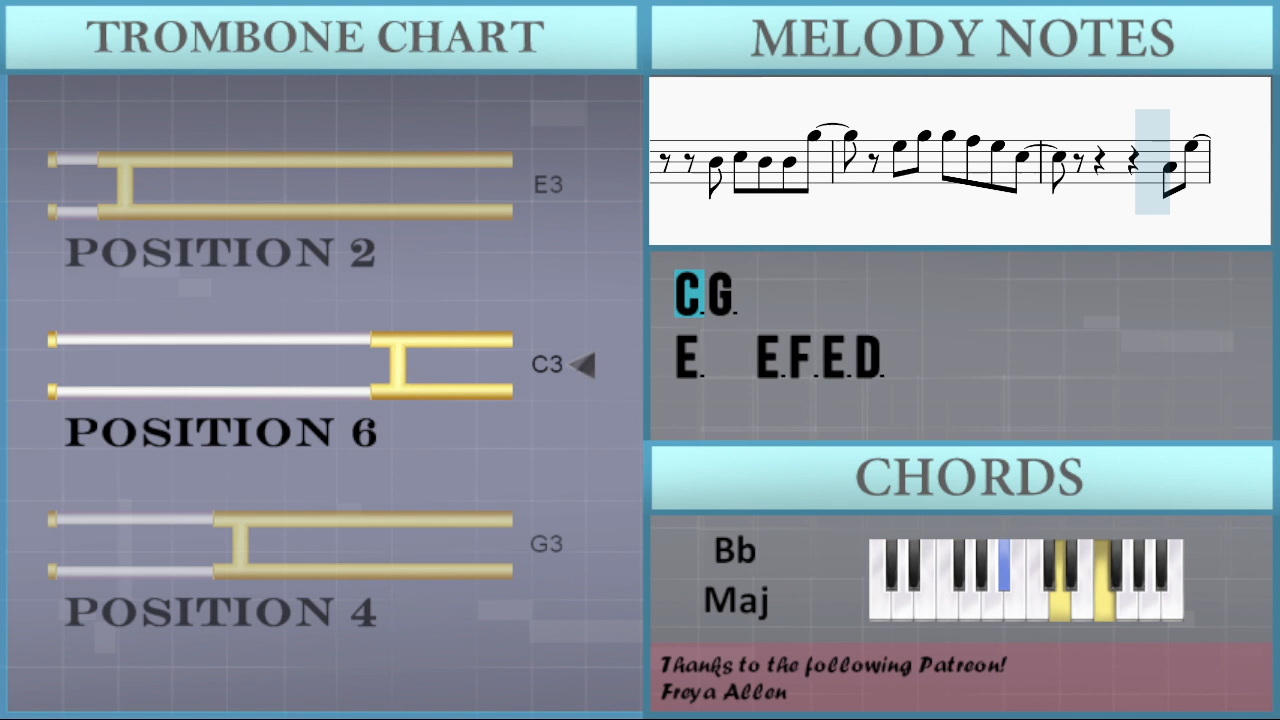 TROMBONE CHART
E3
POSITION 2
C3
POSITION 6
G3
POSITION 4
MELODY NOTES
C.G.
E. E.F.E.D.
CHORDS
Bb
Maj
Thanks to the following Patreon!
Freya Allen